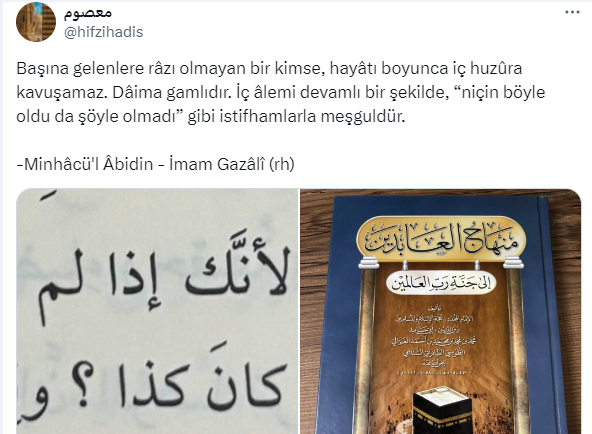 معصوم
@hifzihadis
Başına gelenlere râzı olmayan bir kimse, hayâtı boyunca iç huzûra
kavuşamaz. Dâima gamlıdır. İç âlemi devamlı bir şekilde, “niçin böyle
oldu da şöyle olmadı” gibi istifhamlarla meşguldür.
-Minhâcü'l Âbidin - İmam Gazâlî (rh)
لأنَّك إذا لم
كانَ كذا ؟ و
منهاج العابدين
إلى جنة رب العالمين
تأليف